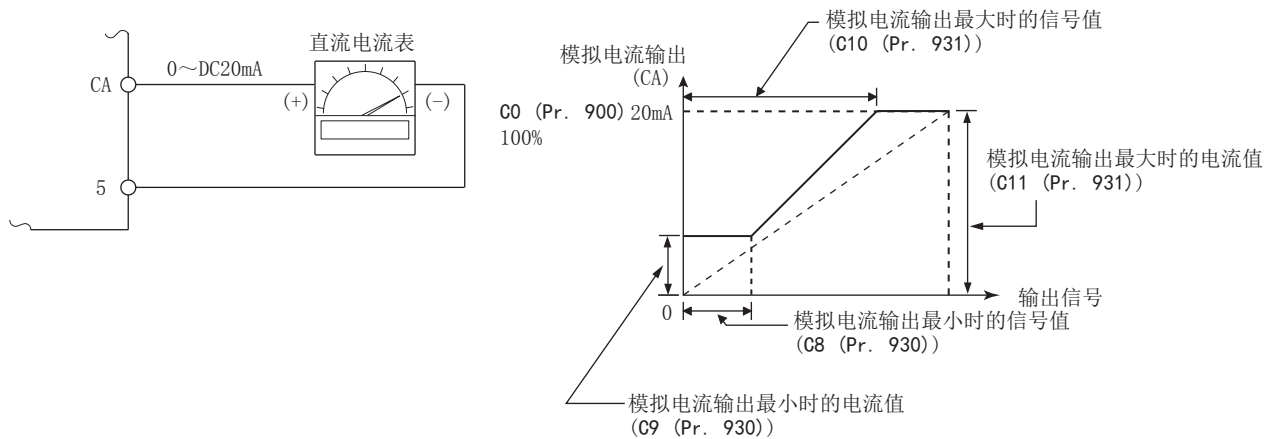 直流电流表
CA
0～DC20mA
(+)
(-)
5
模拟电流输出最大时的信号值
(C10 (Pr. 931))
模拟电流输出
(CA)
C0 (Pr. 900) 20mA
100%
模拟电流输出最大时的电流值
(C11 (Pr. 931))
输出信号
0
模拟电流输出最小时的信号值
(C8 (Pr. 930))
模拟电流输出最小时的电流值
(C9 (Pr. 930))